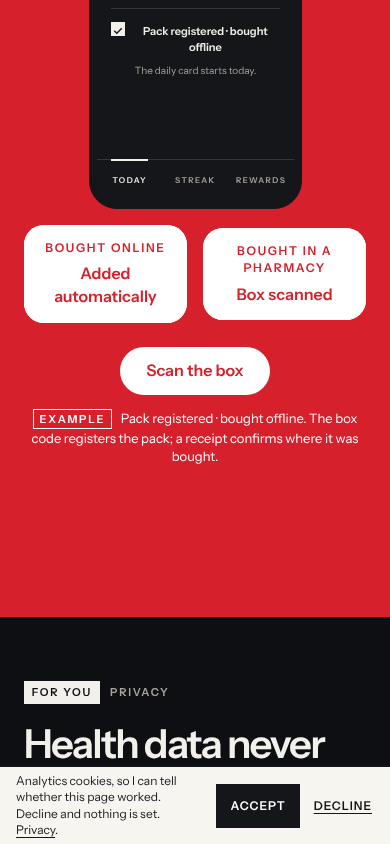 Pack registered · bought
offline
The daily card starts today.
TODAY
STREAK
REWARDS
BOUGHT ONLINE
Added
automatically
BOUGHT IN A
PHARMACY
Box scanned
Scan the box
EXAMPLE Pack registered · bought offline. The box
code registers the pack; a receipt confirms where it was
bought.
FOR YOU PRIVACY
Health data never
Analytics cookies, so I can tell
whether this page worked.
Decline and nothing is set.
Privacy.
ACCEPT
DECLINE